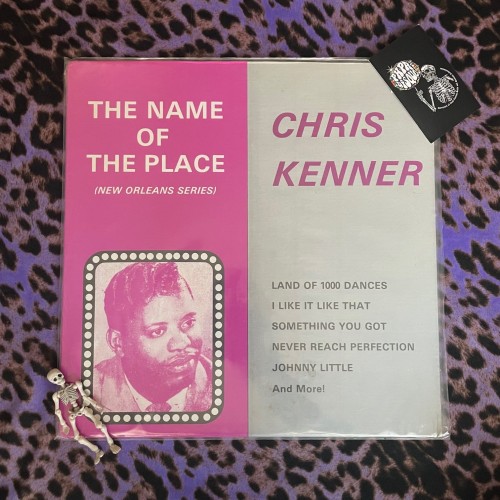 THE NAME
OF
THE PLACE
(NEW ORLEANS SERIES)
CHRIS
KENNER
LAND OF 1000 DANCES
I LIKE IT LIKE THAT
SOMETHING YOU GOT
NEVER REACH PERFECTION
JOHNNY LITTLE
And More!